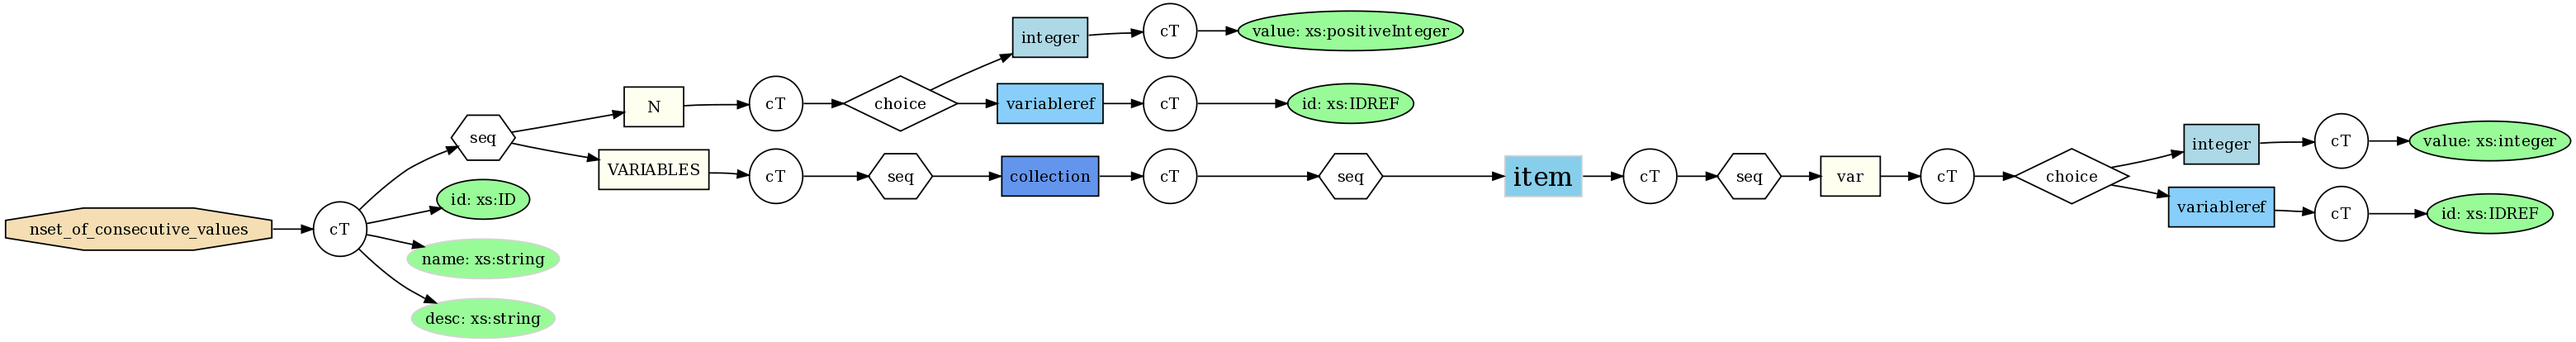 nset_of_consecutive_values
cT
seq
id: xs:ID
name: xs:string
desc: xs:string
N
cT
choice
integer
cT
value: xs:positiveInteger
variableref
cT
id: xs:IDREF
VARIABLES
cT
seq
collection
cT
seq
item
cT
seq
var
cT
choice
integer
cT
value: xs:integer
variableref
cT
id: xs:IDREF